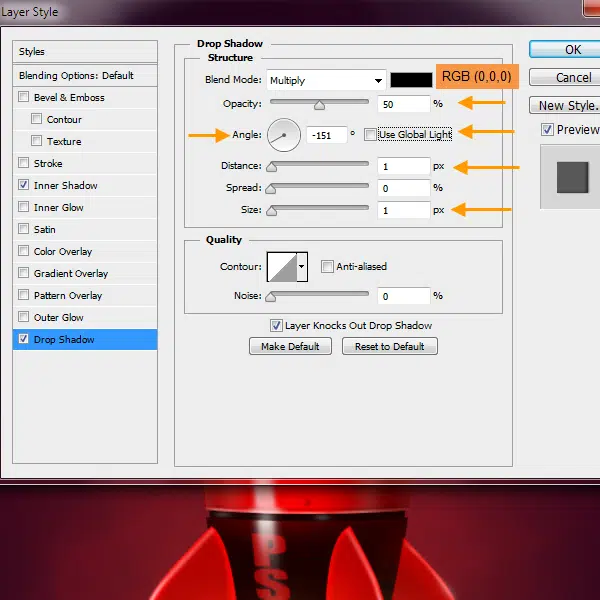 Layer Style
Styles
Blending Options: Default
Bevel & Emboss
Contour
Texture
Stroke
Inner Shadow
Inner Glow
Satin
Color Overlay
Gradient Overlay
Pattern Overlay
Outer Glow
Drop Shadow
Drop Shadow
Structure
Blend Mode: Multiply RGB (0,0,0)
Opacity: 50 %
Angle: -151 ° Use Global Light
Distance: 1 px
Spread: 0 %
Size: 1 px
Quality
Contour: Anti-aliased
Noise: 0 %
Layer Knocks Out Drop Shadow
Make Default Reset to Default
OK
Cancel
New Style.
Preview
PS